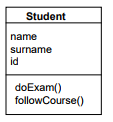 Student
name
surname
id
doExam()
followCourse()